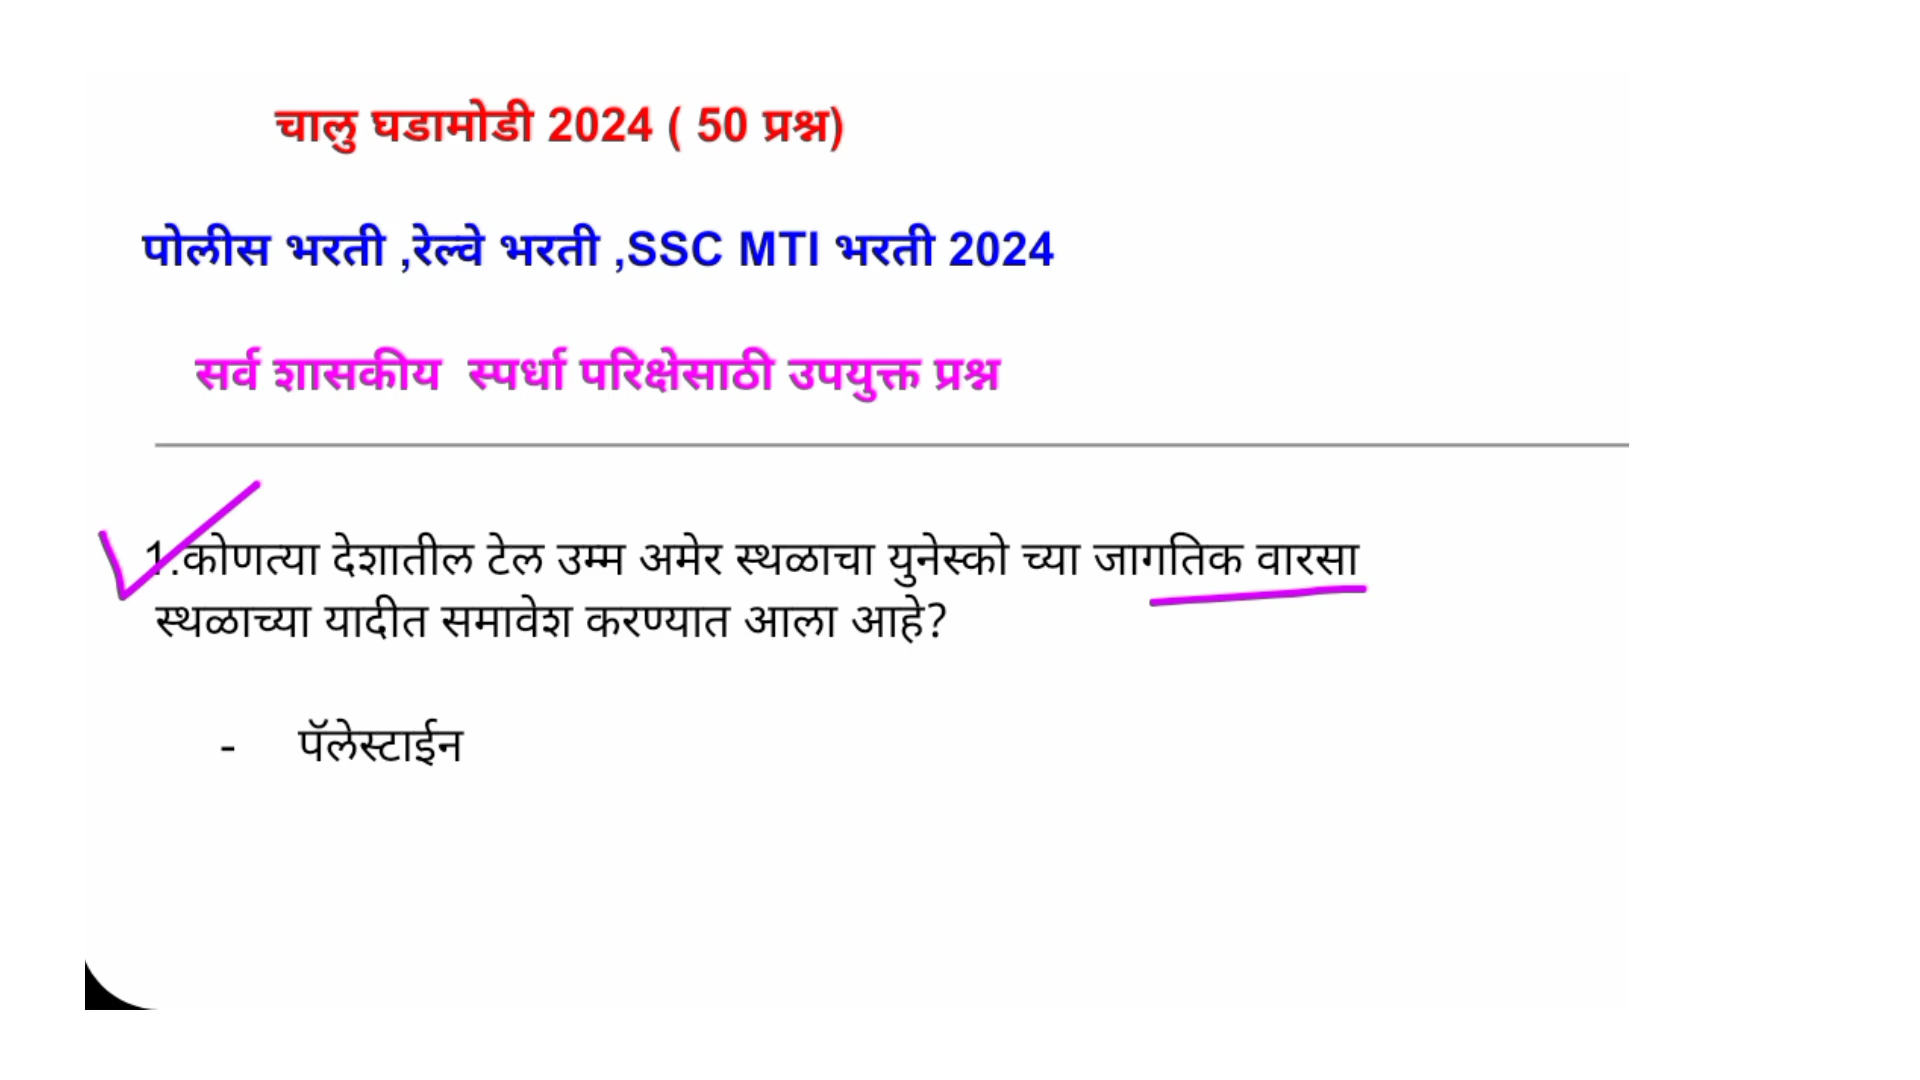 चालु घडामोडी 2024 ( 50 प्रश्न)
पोलीस भरती ,रेल्वे भरती ,SSC MTI भरती 2024
सर्व शासकीय स्पर्धा परिक्षेसाठी उपयुक्त प्रश्न
1.कोणत्या देशातील टेल उम्म अमेर स्थळाचा युनेस्को च्या जागतिक वारसा
स्थळाच्या यादीत समावेश करण्यात आला आहे?
- पॅलेस्टाईन